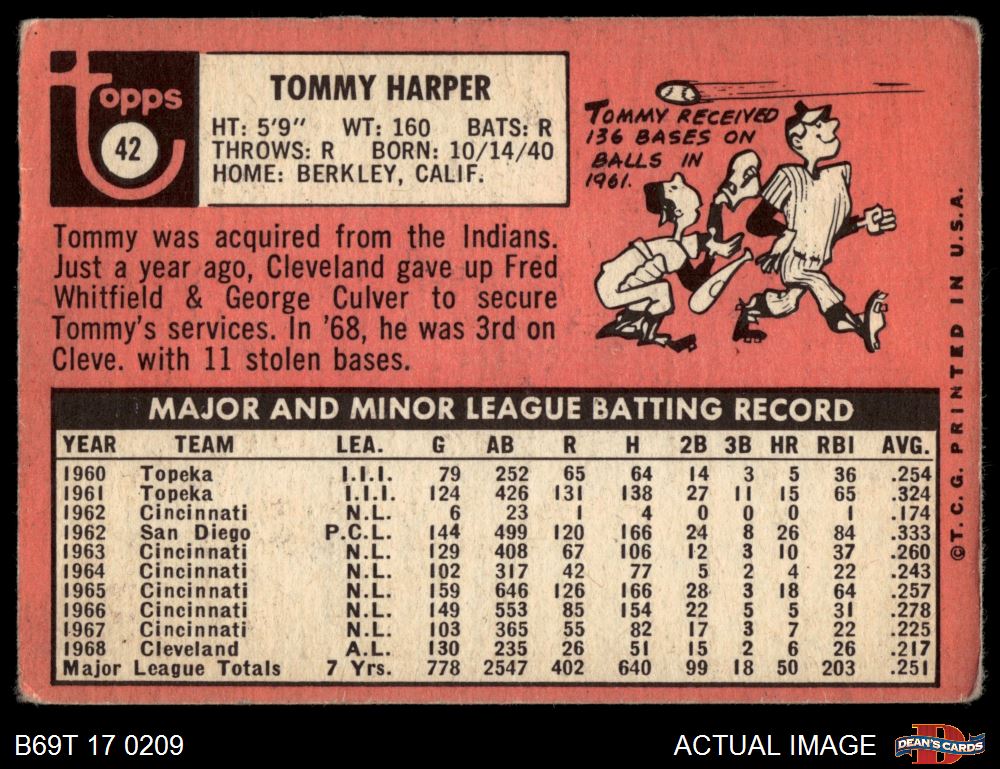 Topps
42
TOMMY HARPER
HT: 5'9" WT: 160 BATS: R
THROWS: R BORN: 10/14/40
HOME: BERKLEY, CALIF.
TOMMY RECEIVED
136 BASES ON
BALLS IN
1961.
Tommy was acquired from the Indians.
Just a year ago, Cleveland gave up Fred
Whitfield & George Culver to secure
Tommy's services. In '68, he was 3rd on
Cleve. with 11 stolen bases.
MAJOR AND MINOR LEAGUE BATTING RECORD
YEAR TEAM LEA. G AB R H 2B 3B HR RBI AVG.
1960 Topeka I.I.I. 79 252 65 64 14 3 5 36 .254
1961 Topeka I.I.I. 124 426 131 138 27 11 15 65 .324
1962 Cincinnati N.L. 6 23 1 4 0 0 0 1 .174
1962 San Diego P.C.L. 144 499 120 166 24 8 26 84 .333
1963 Cincinnati N.L. 129 408 67 106 12 3 10 37 .260
1964 Cincinnati N.L. 102 317 42 77 5 2 4 22 .243
1965 Cincinnati N.L. 159 646 126 166 28 3 18 64 .257
1966 Cincinnati N.L. 149 553 85 154 22 5 5 31 .278
1967 Cincinnati N.L. 103 365 55 82 17 3 7 22 .225
1968 Cleveland A.L. 130 235 26 51 15 2 6 26 .217
Major League Totals 7 Yrs. 778 2547 402 640 99 18 50 203 .251
©T. C. G. PRINTED IN U.S.A.
B69T 17 0209
ACTUAL IMAGE
D
DEAN'S CARDS